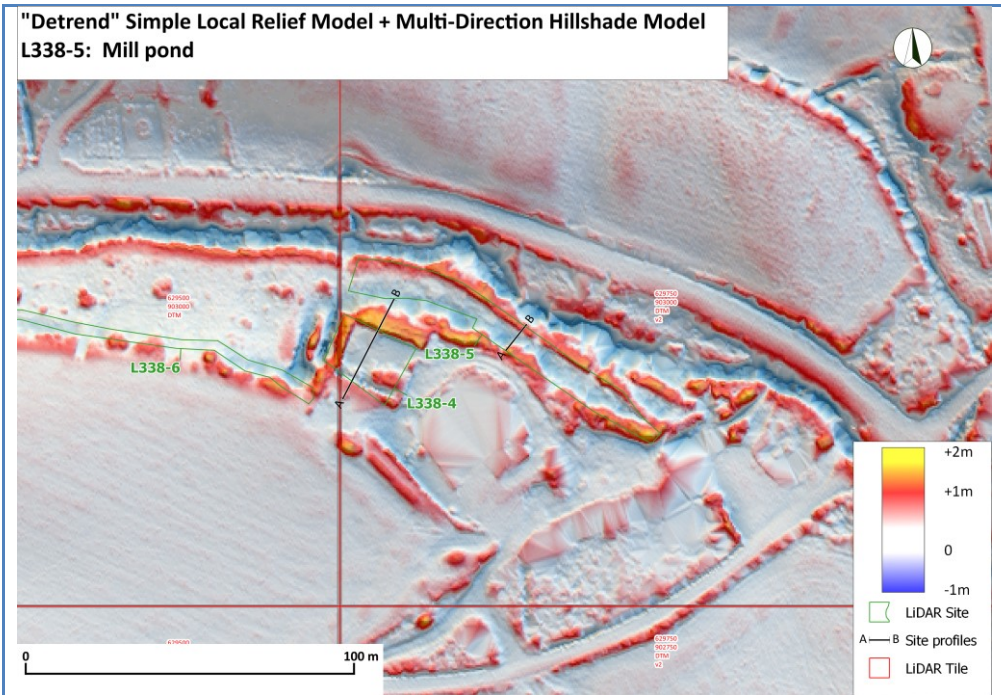 "Detrend" Simple Local Relief Model + Multi-Direction Hillshade Model
L338-5: Mill pond
629500
903000
DTM
629750
903000
DTM
v2
B
B
A
L338-5
L338-6
A
L338-4
+2m
+1m
0
-1m
LiDAR Site
A B Site profiles
LiDAR Tile
629500
629750
902750
DTM
v2
0 100 m